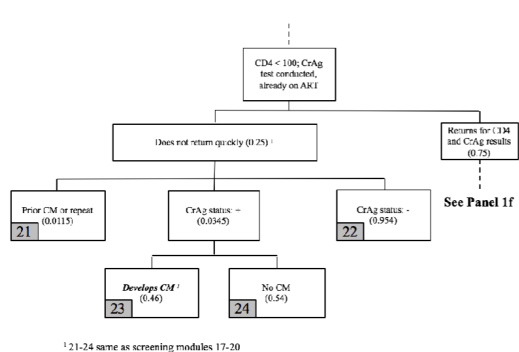 CD4 < 100; CrAg
test conducted,
already on ART
Does not return quickly (0.25) 1
Returns for CD4
and CrAg results
(0.75)
See Panel 1f
Prior CM or repeat
(0.0115)
21
CrAg status: +
(0.0345)
CrAg status: -
(0.954)
22
Develops CM 1
(0.46)
23
No CM
(0.54)
24
1 21-24 same as screening modules 17-20